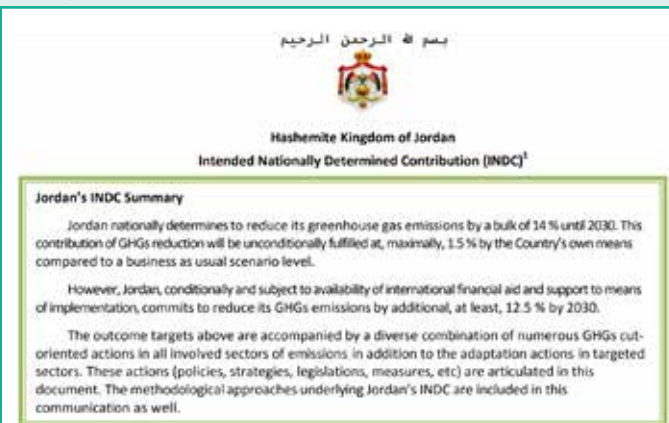 بسم الله الرحمن الرحيم
Hashemite Kingdom of Jordan
Intended Nationally Determined Contribution (INDC)¹
Jordan's INDC Summary
Jordan nationally determines to reduce its greenhouse gas emissions by a bulk of 14 % until 2030. This
contribution of GHGs reduction will be unconditionally fulfilled at, maximally, 1.5 % by the Country's own means
compared to a business as usual scenario level.
However, Jordan, conditionally and subject to availability of international financial aid and support to means
of implementation, commits to reduce its GHGs emissions by additional, at least, 12.5 % by 2030.
The outcome targets above are accompanied by a diverse combination of numerous GHGs cut-
oriented actions in all involved sectors of emissions in addition to the adaptation actions in targeted
sectors. These actions (policies, strategies, legislations, measures, etc) are articulated in this
document. The methodological approaches underlying Jordan's INDC are included in this
communication as well.